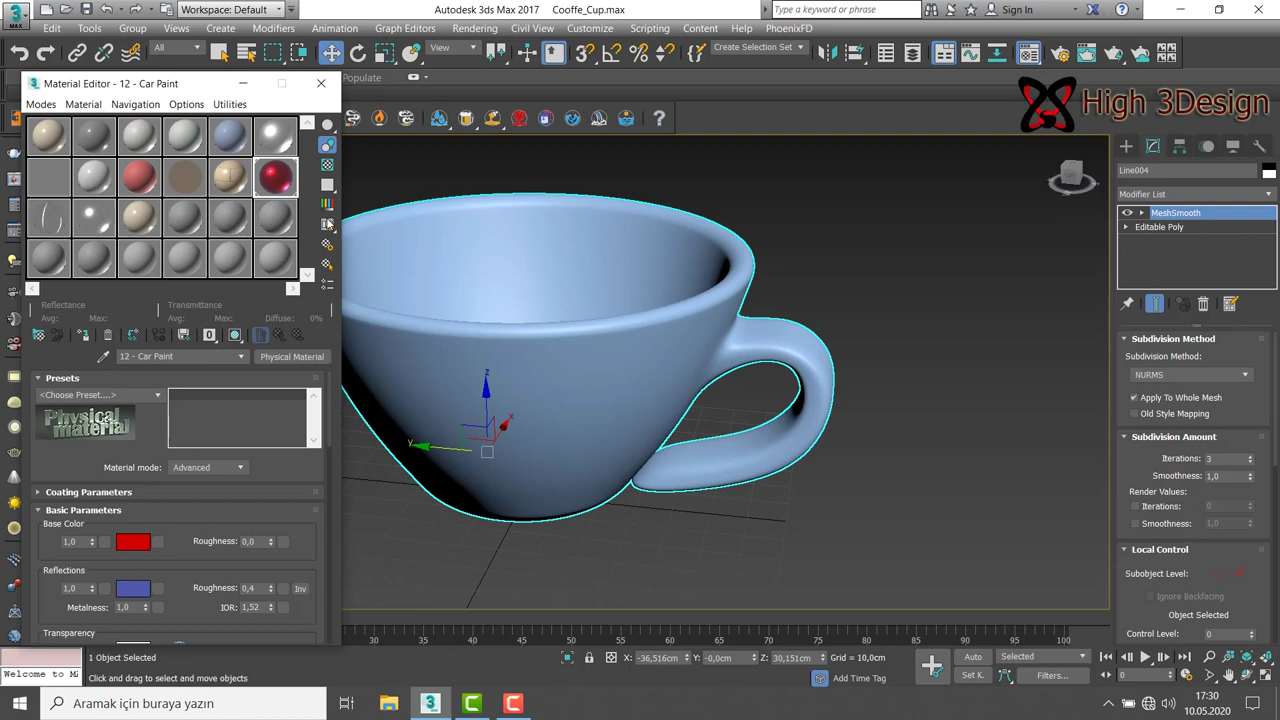 Workspace: Default
Autodesk 3ds Max 2017 Cooffe_Cup.max
Type a keyword or phrase
Sign In
Edit Tools Group Views Create Modifiers Animation Graph Editors Rendering Civil View Customize Scripting Content Help PhoenixFD
All
View
Create Selection Set
Populate
Material Editor - 12 - Car Paint
Modes Material Navigation Options Utilities
High 3Design
Reflectance
Avg: Max:
Transmittance
Avg: Max: Diffuse: 0%
12 - Car Paint
Physical Material
Presets
<Choose Preset....>
Physical material
Material mode: Advanced
Coating Parameters
Basic Parameters
Base Color
1,0 Roughness: 0,0
Reflections
1,0 Roughness: 0,4 Inv
Metalness: 1,0 IOR: 1,52
Transparency
z
x
y
Line004
Modifier List
MeshSmooth
Editable Poly
Subdivision Method
Subdivision Method:
NURMS
Apply To Whole Mesh
Old Style Mapping
Subdivision Amount
Iterations: 3
Smoothness: 1,0
Render Values:
Iterations: 0
Smoothness: 1,0
Local Control
Subobject Level:
Ignore Backfacing
Object Selected
Control Level: 0
30 35 40 45 50 55 60 65 70 75 80 85 90 95 100
1 Object Selected
X: -36,516cm Y: -0,0cm Z: 30,151cm Grid = 10,0cm
Auto
Selected
Welcome to M
Click and drag to select and move objects
Add Time Tag
Set K.
Filters...
0
Aramak için buraya yazın
17:30
10.05.2020